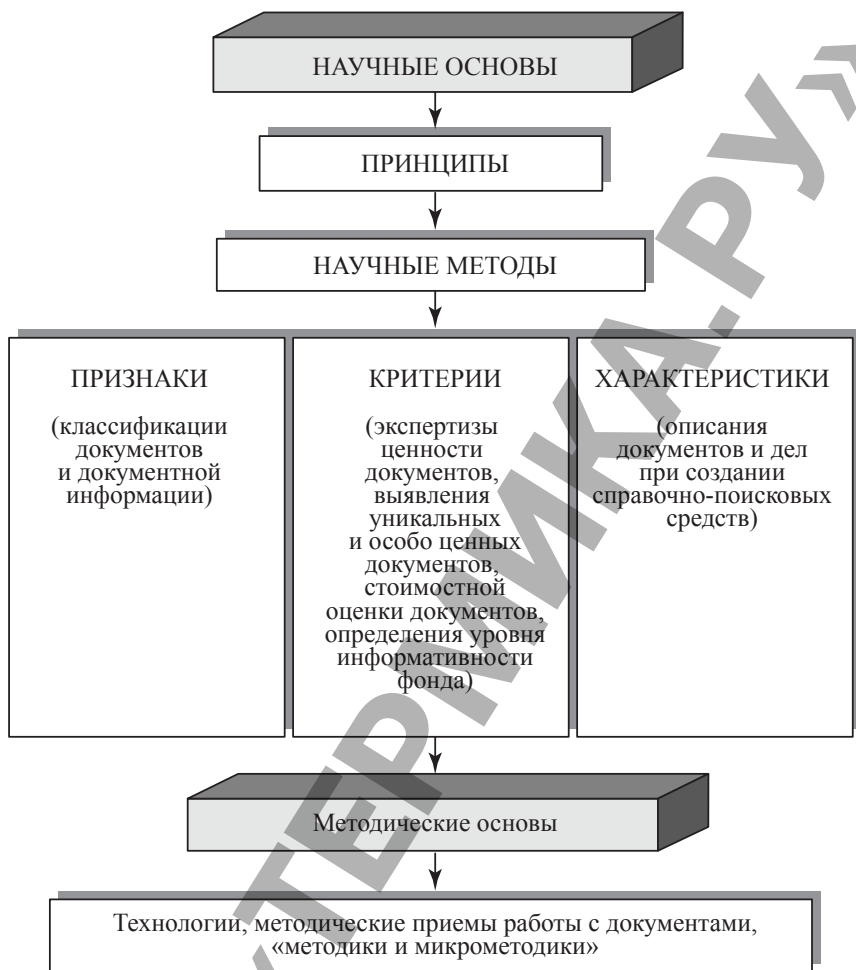 НАУЧНЫЕ ОСНОВЫ
ПРИНЦИПЫ
НАУЧНЫЕ МЕТОДЫ
ПРИЗНАКИ
(классификации
документов
и документной
информации)
КРИТЕРИИ
(экспертизы
ценности
документов,
выявления
уникальных
и особо ценных
документов,
стоимостной
оценки документов,
определения уровня
информативности
фонда)
ХАРАКТЕРИСТИКИ
(описания
документов и дел
при создании
справочно-поисковых
средств)
Методические основы
Технологии, методические приемы работы с документами,
«методики и микрометодики»
«ТЕРМИКА.РУ»